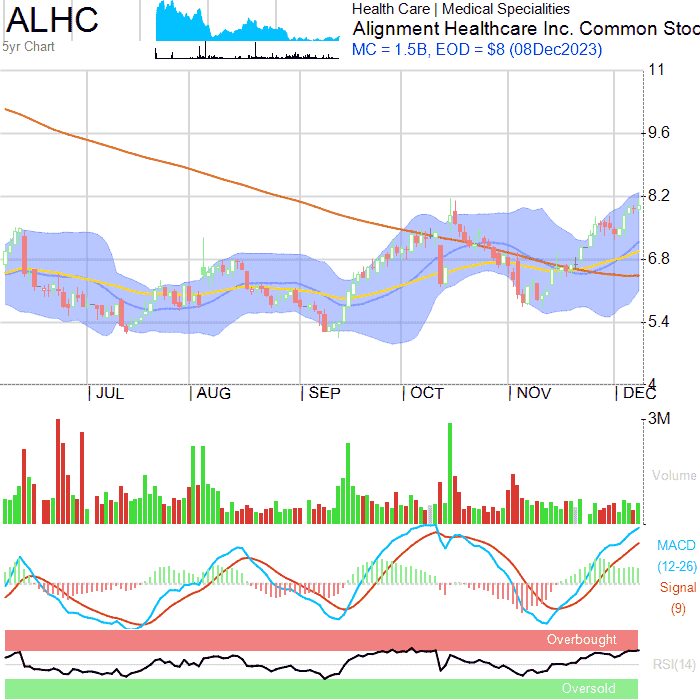 ALHC
5yr Chart
Health Care | Medical Specialities
Alignment Healthcare Inc. Common Stoc
MC = 1.5B, EOD = $8 (08Dec2023)
11
9.6
8.2
6.8
5.4
4
| JUL | AUG | SEP | OCT | NOV | DEC
3M
Volume
MACD
(12-26)
Signal
(9)
Overbought
RSI(14)
Oversold